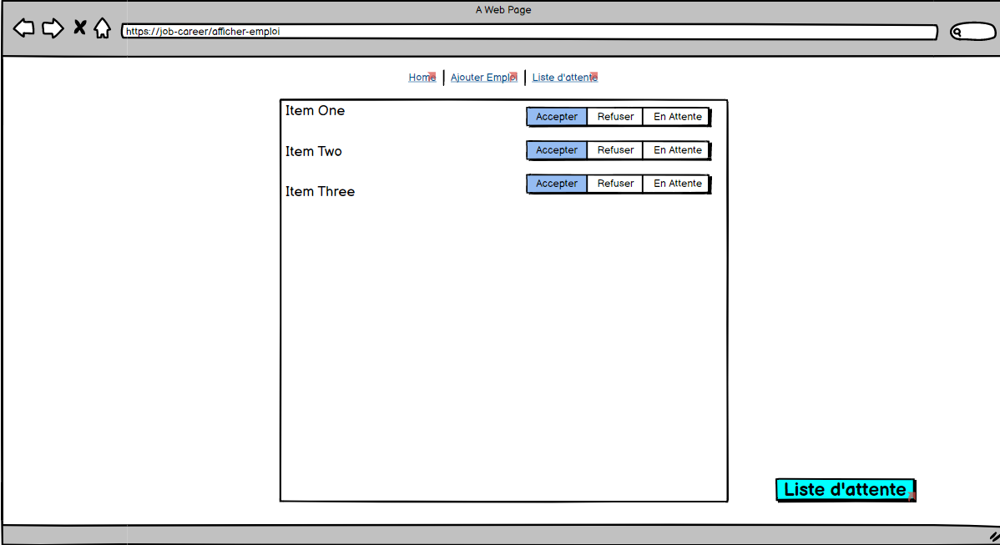 A Web Page
https://job-career/afficher-emploi
Home Ajouter Emploi Liste d'attente
Item One Accepter Refuser En Attente
Item Two Accepter Refuser En Attente
Item Three Accepter Refuser En Attente
Liste d'attente